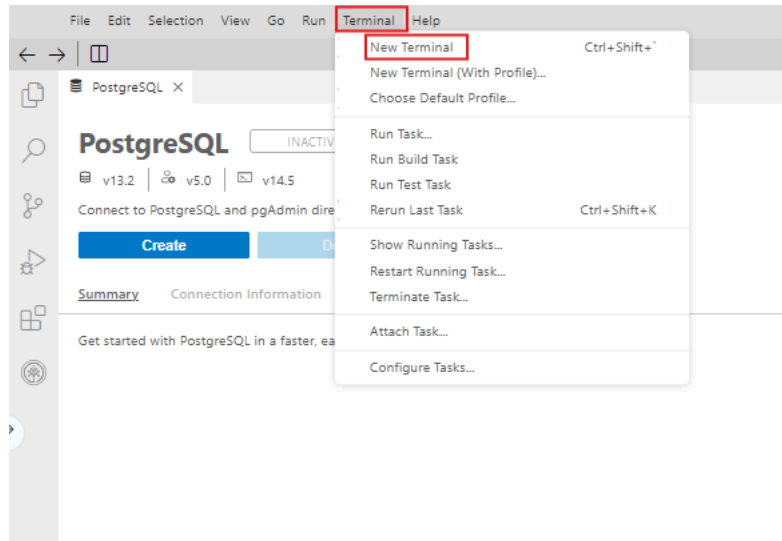 File Edit Selection View Go Run Terminal Help
PostgreSQL
New Terminal Ctrl+Shift+`
New Terminal (With Profile)...
Choose Default Profile...
PostgreSQL
Run Task...
Run Build Task
v13.2 v5.0 v14.5
Run Test Task
Connect to PostgreSQL and pgAdmin
Rerun Last Task Ctrl+Shift+K
Create
Show Running Tasks...
Restart Running Task...
Summary Connection Information
Terminate Task...
Attach Task...
Get started with PostgreSQL in a faster,
Configure Tasks...